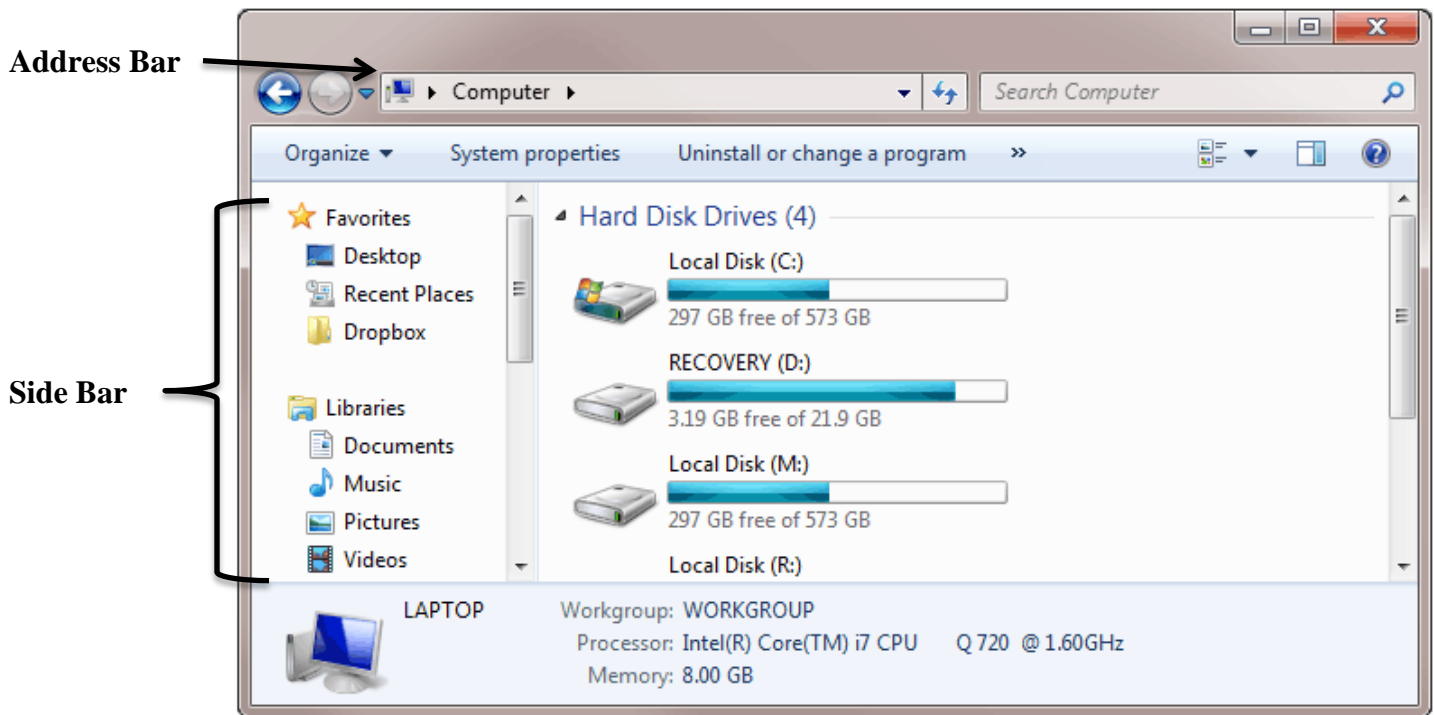 Address Bar
Computer
Search Computer
Organize
System properties
Uninstall or change a program
»
Side Bar
Favorites
Desktop
Recent Places
Dropbox
Libraries
Documents
Music
Pictures
Videos
Hard Disk Drives (4)
Local Disk (C:)
297 GB free of 573 GB
RECOVERY (D:)
3.19 GB free of 21.9 GB
Local Disk (M:)
297 GB free of 573 GB
Local Disk (R:)
LAPTOP
Workgroup: WORKGROUP
Processor: Intel(R) Core(TM) i7 CPU Q 720 @ 1.60GHz
Memory: 8.00 GB